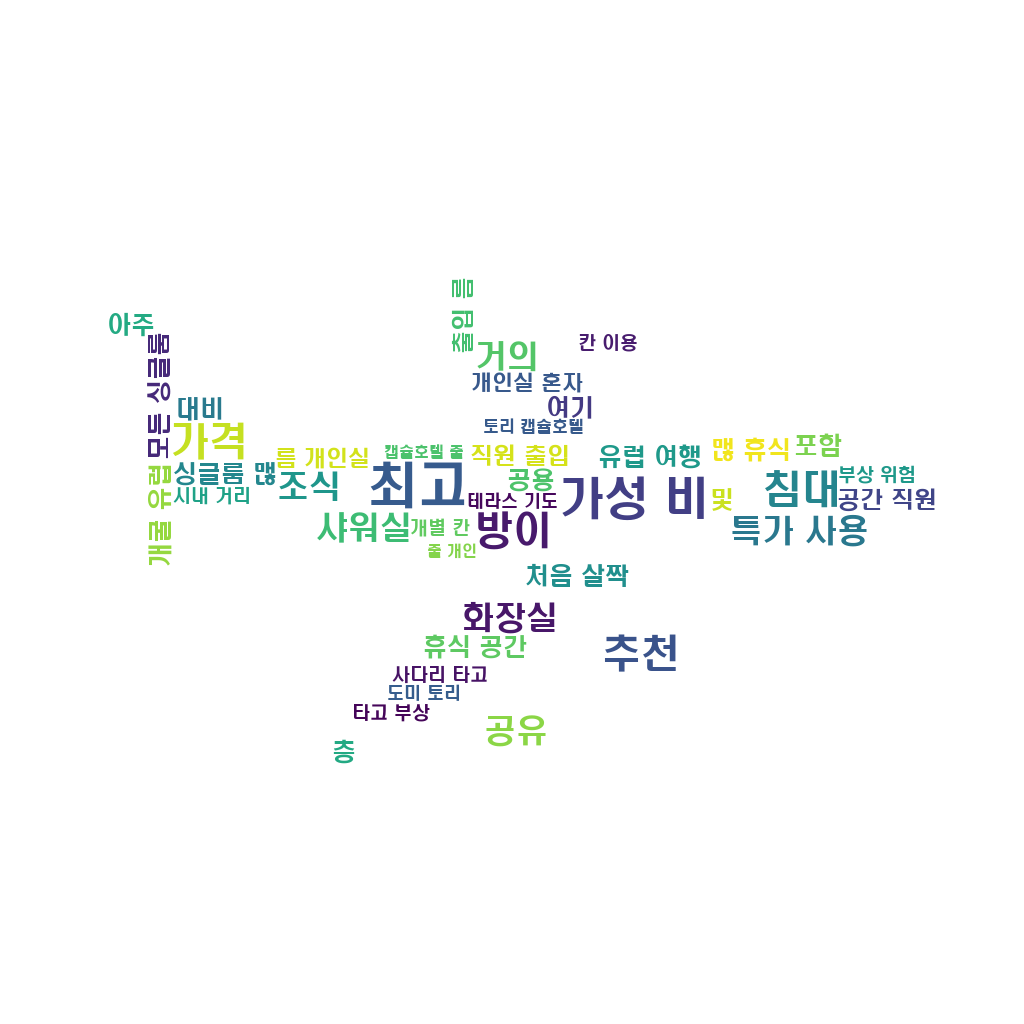 출입 름
아주
칸 이용
거의
모든 싱글룸
개인실 혼자
대비
여기
토리 캡슐호텔
가격
름 개인실
캡슐호텔 줄
직원 출입
유럽 여행
많 휴식
포함
싱글룸 맪
조식
최고
공용
침대
부상 위험
시내 거리
테라스 기도
가성 비
및
공간 직원
개굴 유럽
샤워실
개별 칸
방이
특가 사용
줄 개인
처음 살짝
화장실
휴식 공간
추천
사다리 타고
도미 토리
타고 부상
공유
층